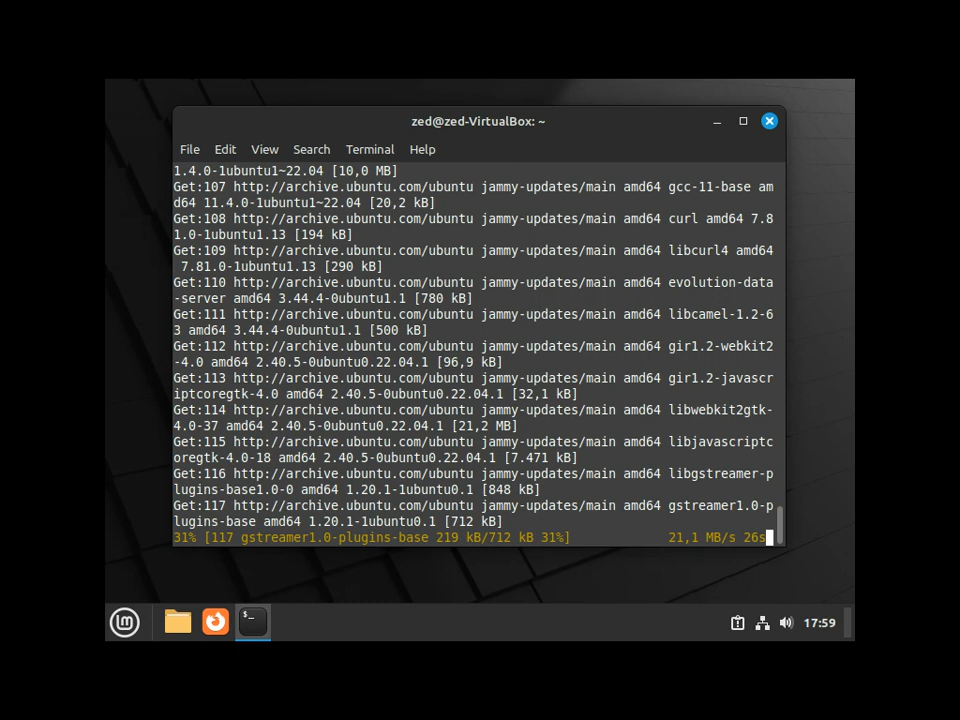 zed@zed-VirtualBox: ~
File Edit View Search Terminal Help
1.4.0-1ubuntu1~22.04 [10,0 MB]
Get:107 http://archive.ubuntu.com/ubuntu jammy-updates/main amd64 gcc-11-base am
d64 11.4.0-1ubuntu1~22.04 [20,2 kB]
Get:108 http://archive.ubuntu.com/ubuntu jammy-updates/main amd64 curl amd64 7.8
1.0-1ubuntu1.13 [194 kB]
Get:109 http://archive.ubuntu.com/ubuntu jammy-updates/main amd64 libcurl4 amd64
 7.81.0-1ubuntu1.13 [290 kB]
Get:110 http://archive.ubuntu.com/ubuntu jammy-updates/main amd64 evolution-data
-server amd64 3.44.4-0ubuntu1.1 [780 kB]
Get:111 http://archive.ubuntu.com/ubuntu jammy-updates/main amd64 libcamel-1.2-6
3 amd64 3.44.4-0ubuntu1.1 [500 kB]
Get:112 http://archive.ubuntu.com/ubuntu jammy-updates/main amd64 gir1.2-webkit2
-4.0 amd64 2.40.5-0ubuntu0.22.04.1 [96,9 kB]
Get:113 http://archive.ubuntu.com/ubuntu jammy-updates/main amd64 gir1.2-javascr
iptcoregtk-4.0 amd64 2.40.5-0ubuntu0.22.04.1 [32,1 kB]
Get:114 http://archive.ubuntu.com/ubuntu jammy-updates/main amd64 libwebkit2gtk-
4.0-37 amd64 2.40.5-0ubuntu0.22.04.1 [21,2 MB]
Get:115 http://archive.ubuntu.com/ubuntu jammy-updates/main amd64 libjavascriptc
oregtk-4.0-18 amd64 2.40.5-0ubuntu0.22.04.1 [7.471 kB]
Get:116 http://archive.ubuntu.com/ubuntu jammy-updates/main amd64 libgstreamer-p
lugins-base1.0-0 amd64 1.20.1-1ubuntu0.1 [848 kB]
Get:117 http://archive.ubuntu.com/ubuntu jammy-updates/main amd64 gstreamer1.0-p
lugins-base amd64 1.20.1-1ubuntu0.1 [712 kB]
31% [117 gstreamer1.0-plugins-base 219 kB/712 kB 31%] 21,1 MB/s 26s
$_
17:59